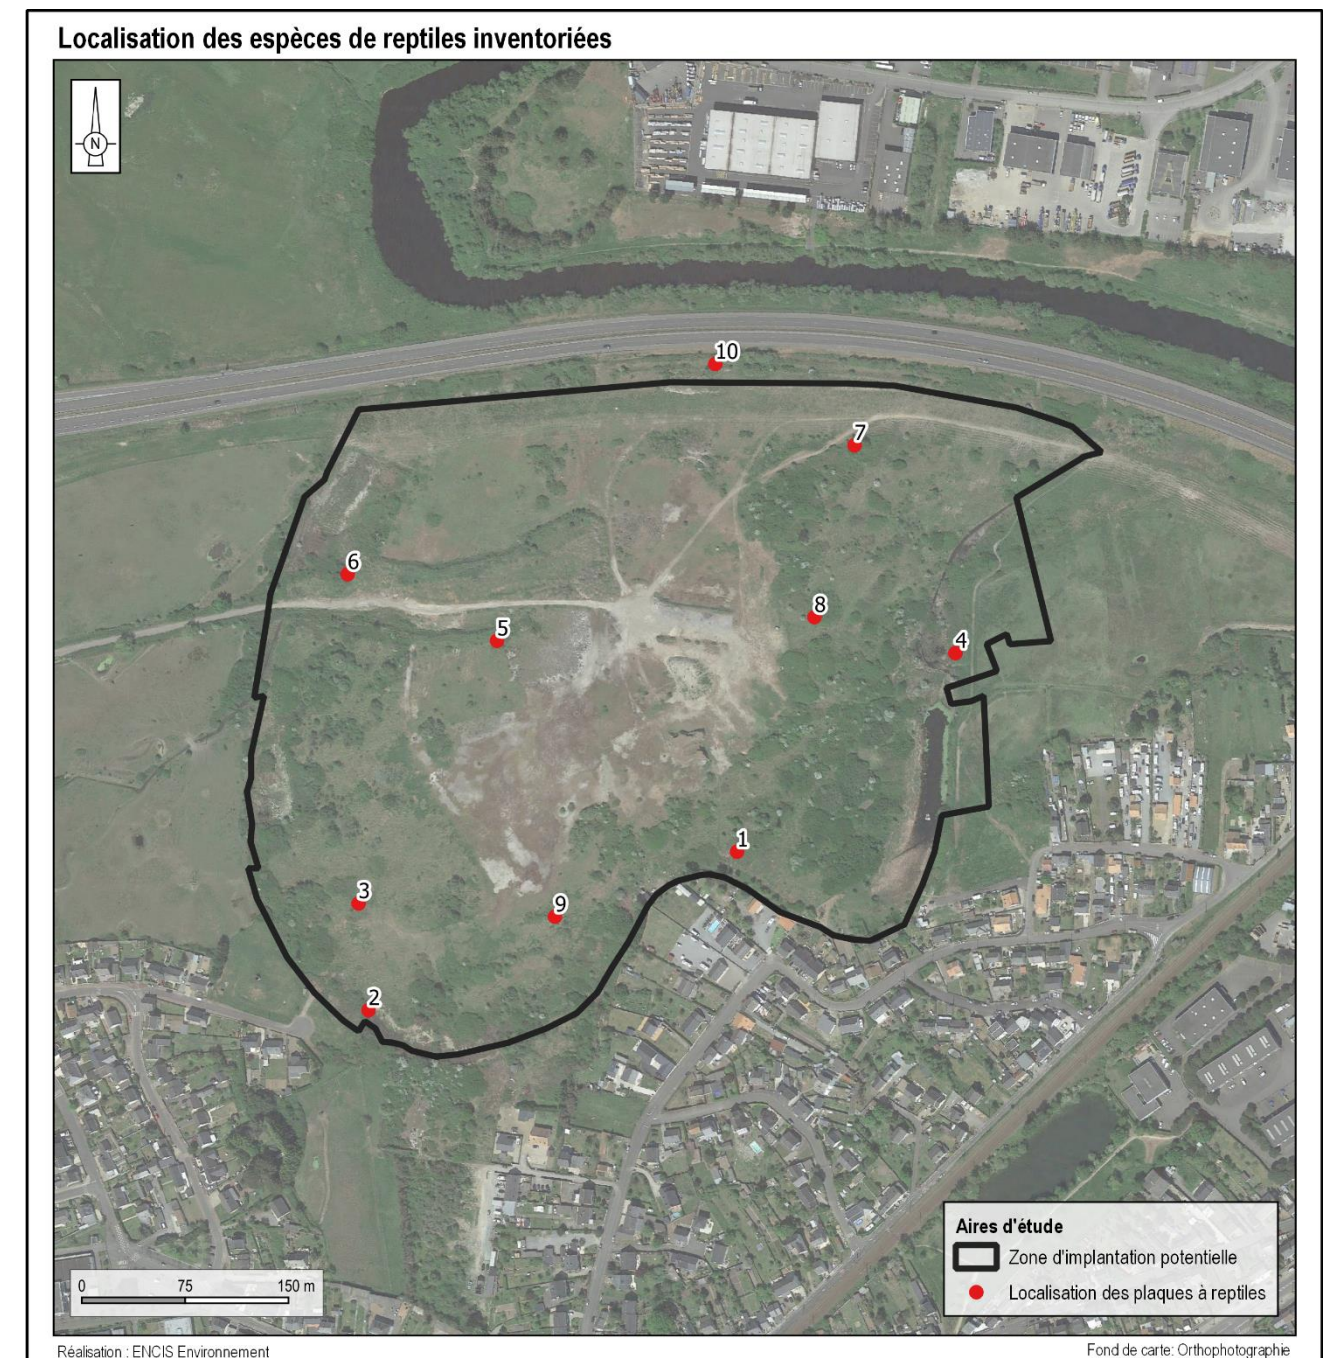 Localisation des espèces de reptiles inventoriées
N
10
7
6
8
5
4
1
3
9
2
Aires d'étude
Zone d'implantation potentielle
Localisation des plaques à reptiles
0 75 150 m
Réalisation : ENCIS Environnement
Fond de carte: Orthophotographie